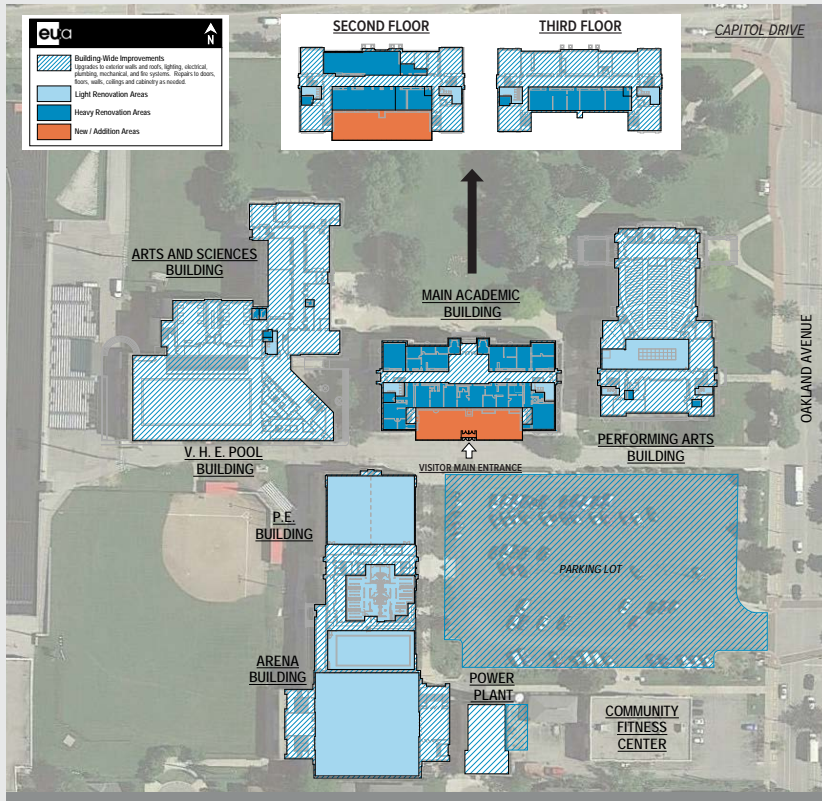 eua
N
Building-Wide Improvements
Upgrades to exterior walls and roofs, lighting, electrical,
plumbing, mechanical, and fire systems. Repairs to doors,
floors, walls, ceilings and cabinetry as needed.
Light Renovation Areas
Heavy Renovation Areas
New / Addition Areas
SECOND FLOOR
THIRD FLOOR
CAPITOL DRIVE
ARTS AND SCIENCES
BUILDING
MAIN ACADEMIC
BUILDING
OAKLAND AVENUE
V. H. E. POOL
BUILDING
VISITOR MAIN ENTRANCE
PERFORMING ARTS
BUILDING
P.E.
BUILDING
PARKING LOT
ARENA
BUILDING
POWER
PLANT
COMMUNITY
FITNESS
CENTER